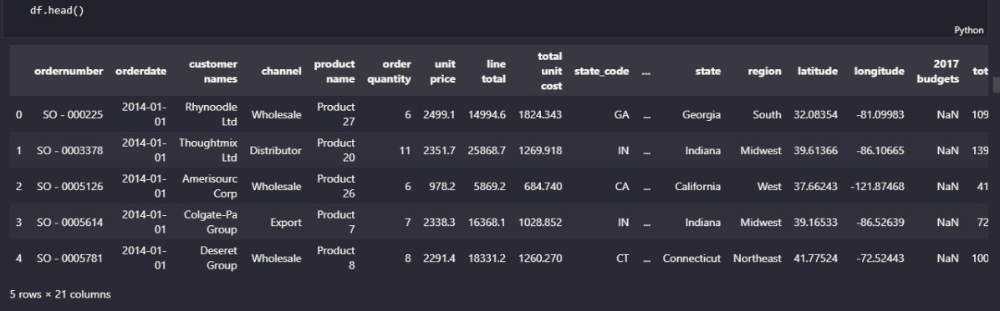 df.head()
Python
ordernumber orderdate customer names channel product name order quantity unit price line total total unit cost state_code ... state region latitude longitude 2017 budgets tot
0 SO - 000225 2014-01-01 Rhynoodle Ltd Wholesale Product 27 6 2499.1 14994.6 1824.343 GA ... Georgia South 32.08354 -81.09983 NaN 109
1 SO - 0003378 2014-01-01 Thoughtmix Ltd Distributor Product 20 11 2351.7 25868.7 1269.918 IN ... Indiana Midwest 39.61366 -86.10665 NaN 139
2 SO - 0005126 2014-01-01 Amerisourc Corp Wholesale Product 26 6 978.2 5869.2 684.740 CA ... California West 37.66243 -121.87468 NaN 41
3 SO - 0005614 2014-01-01 Colgate-Pa Group Export Product 7 7 2338.3 16368.1 1028.852 IN ... Indiana Midwest 39.16533 -86.52639 NaN 72
4 SO - 0005781 2014-01-01 Deseret Group Wholesale Product 8 8 2291.4 18331.2 1260.270 CT ... Connecticut Northeast 41.77524 -72.52443 NaN 100
5 rows × 21 columns